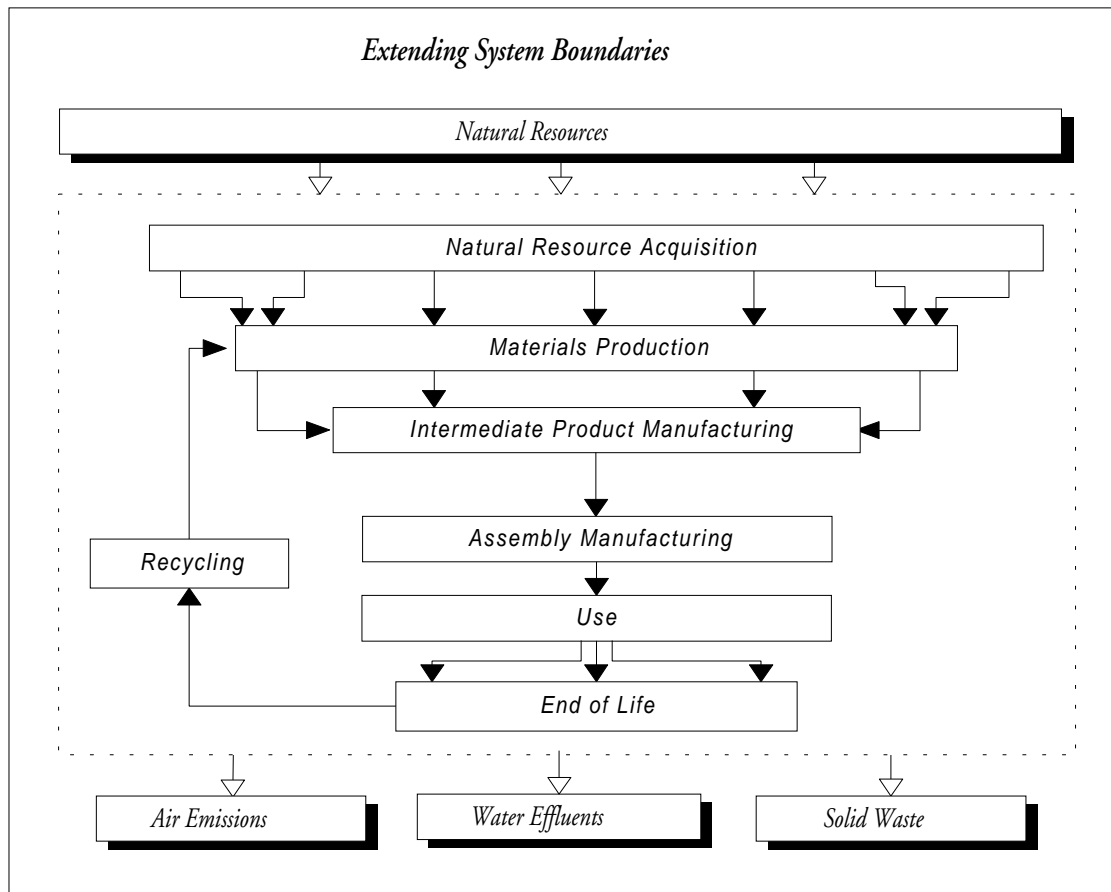 Extending System Boundaries
Natural Resources
Natural Resource Acquisition
Materials Production
Intermediate Product Manufacturing
Assembly Manufacturing
Recycling
Use
End of Life
Air Emissions
Water Effluents
Solid Waste